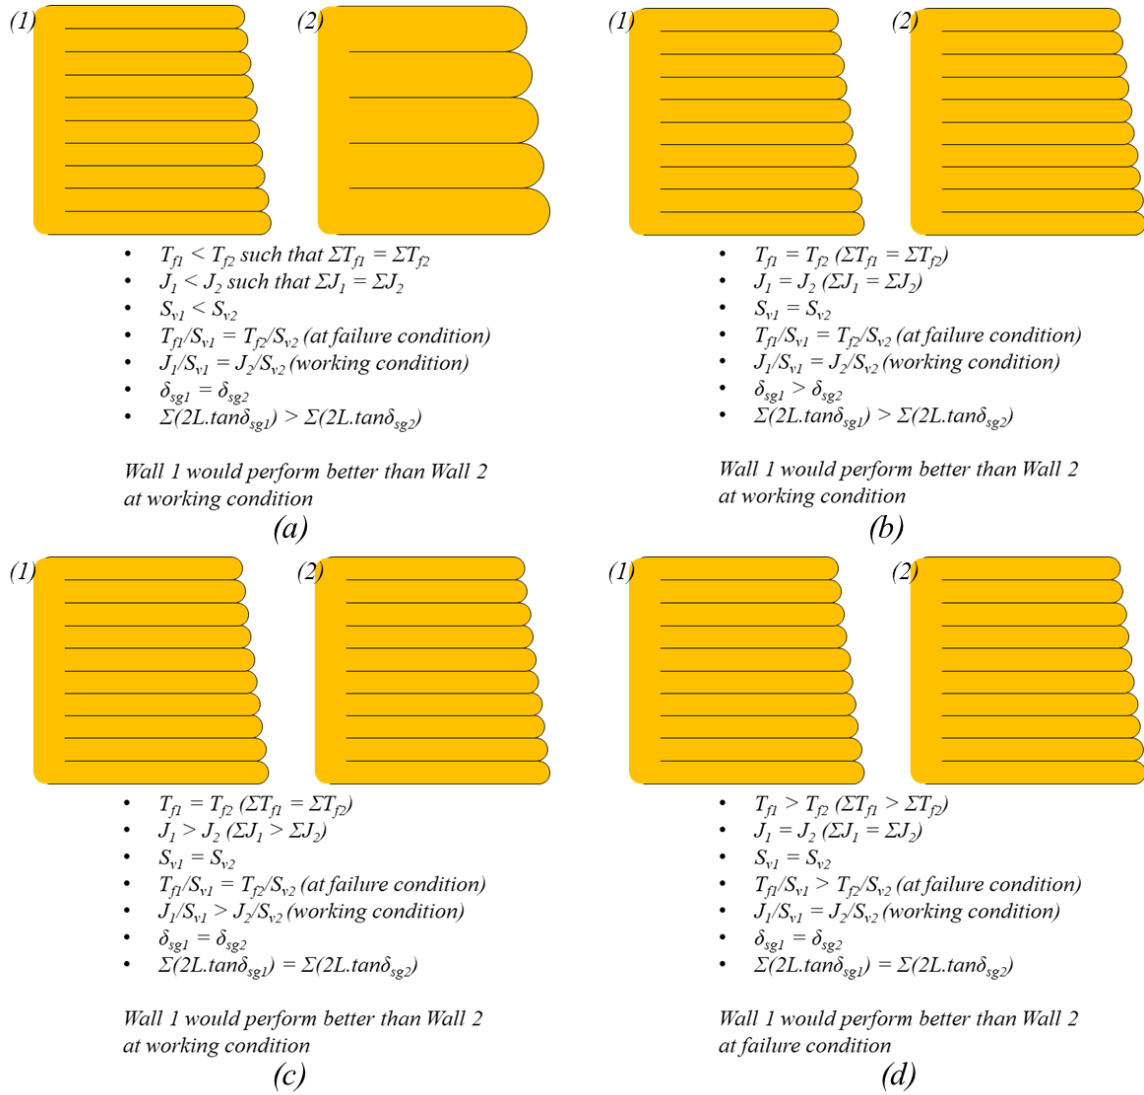 (1)
(2)
• T_f1 < T_f2 such that ΣT_f1 = ΣT_f2
• J_1 < J_2 such that ΣJ_1 = ΣJ_2
• S_v1 < S_v2
• T_f1/S_v1 = T_f2/S_v2 (at failure condition)
• J_1/S_v1 = J_2/S_v2 (working condition)
• δ_sg1 = δ_sg2
• Σ(2L.tanδ_sg1) > Σ(2L.tanδ_sg2)
Wall 1 would perform better than Wall 2
at working condition
(a)
(1)
(2)
• T_f1 = T_f2 (ΣT_f1 = ΣT_f2)
• J_1 = J_2 (ΣJ_1 = ΣJ_2)
• S_v1 = S_v2
• T_f1/S_v1 = T_f2/S_v2 (at failure condition)
• J_1/S_v1 = J_2/S_v2 (working condition)
• δ_sg1 > δ_sg2
• Σ(2L.tanδ_sg1) > Σ(2L.tanδ_sg2)
Wall 1 would perform better than Wall 2
at working condition
(b)
(1)
(2)
• T_f1 = T_f2 (ΣT_f1 = ΣT_f2)
• J_1 > J_2 (ΣJ_1 > ΣJ_2)
• S_v1 = S_v2
• T_f1/S_v1 = T_f2/S_v2 (at failure condition)
• J_1/S_v1 > J_2/S_v2 (working condition)
• δ_sg1 = δ_sg2
• Σ(2L.tanδ_sg1) = Σ(2L.tanδ_sg2)
Wall 1 would perform better than Wall 2
at working condition
(c)
(1)
(2)
• T_f1 > T_f2 (ΣT_f1 > ΣT_f2)
• J_1 = J_2 (ΣJ_1 = ΣJ_2)
• S_v1 = S_v2
• T_f1/S_v1 > T_f2/S_v2 (at failure condition)
• J_1/S_v1 = J_2/S_v2 (working condition)
• δ_sg1 = δ_sg2
• Σ(2L.tanδ_sg1) = Σ(2L.tanδ_sg2)
Wall 1 would perform better than Wall 2
at failure condition
(d)